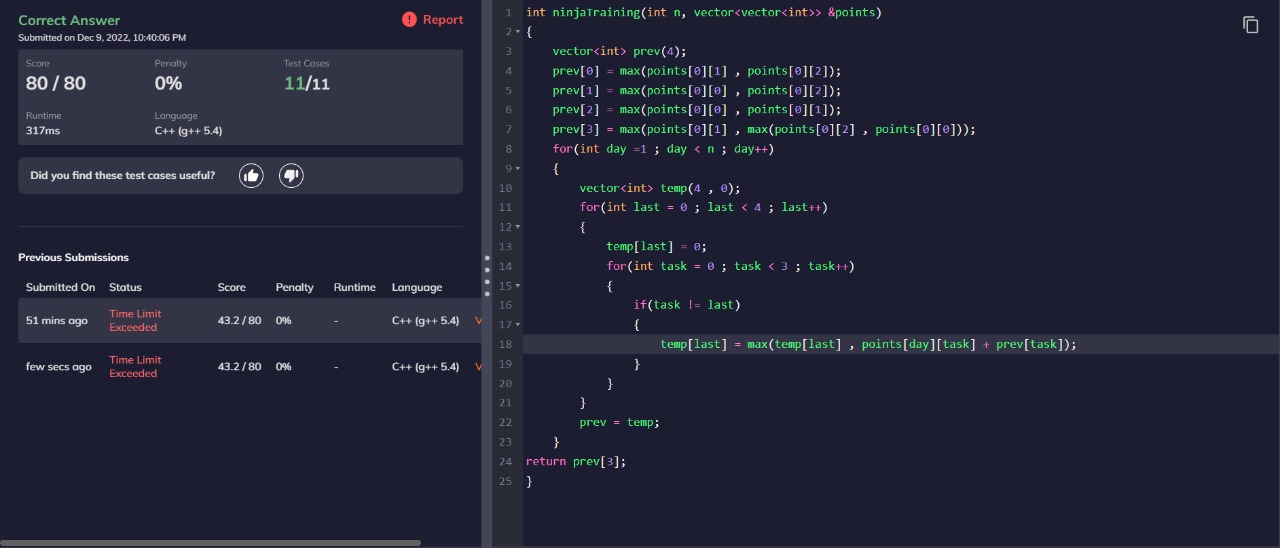 Correct Answer
Report
Submitted on Dec 9, 2022, 10:40:06 PM
Score Penalty Test Cases
80 / 80 0% 11/11
Runtime Language
317ms C++ (g++ 5.4)
Did you find these test cases useful?
Previous Submissions
Submitted On Status Score Penalty Runtime Language
51 mins ago Time Limit Exceeded 43.2 / 80 0% - C++ (g++ 5.4) V
few secs ago Time Limit Exceeded 43.2 / 80 0% - C++ (g++ 5.4) V
1 int ninjaTraining(int n, vector<vector<int>> &points)
2 {
3 vector<int> prev(4);
4 prev[0] = max(points[0][1] , points[0][2]);
5 prev[1] = max(points[0][0] , points[0][2]);
6 prev[2] = max(points[0][0] , points[0][1]);
7 prev[3] = max(points[0][1] , max(points[0][2] , points[0][0]));
8 for(int day =1 ; day < n ; day++)
9 {
10 vector<int> temp(4 , 0);
11 for(int last = 0 ; last < 4 ; last++)
12 {
13 temp[last] = 0;
14 for(int task = 0 ; task < 3 ; task++)
15 {
16 if(task != last)
17 {
18 temp[last] = max(temp[last] , points[day][task] + prev[task]);
19 }
20 }
21 }
22 prev = temp;
23 }
24 return prev[3];
25 }